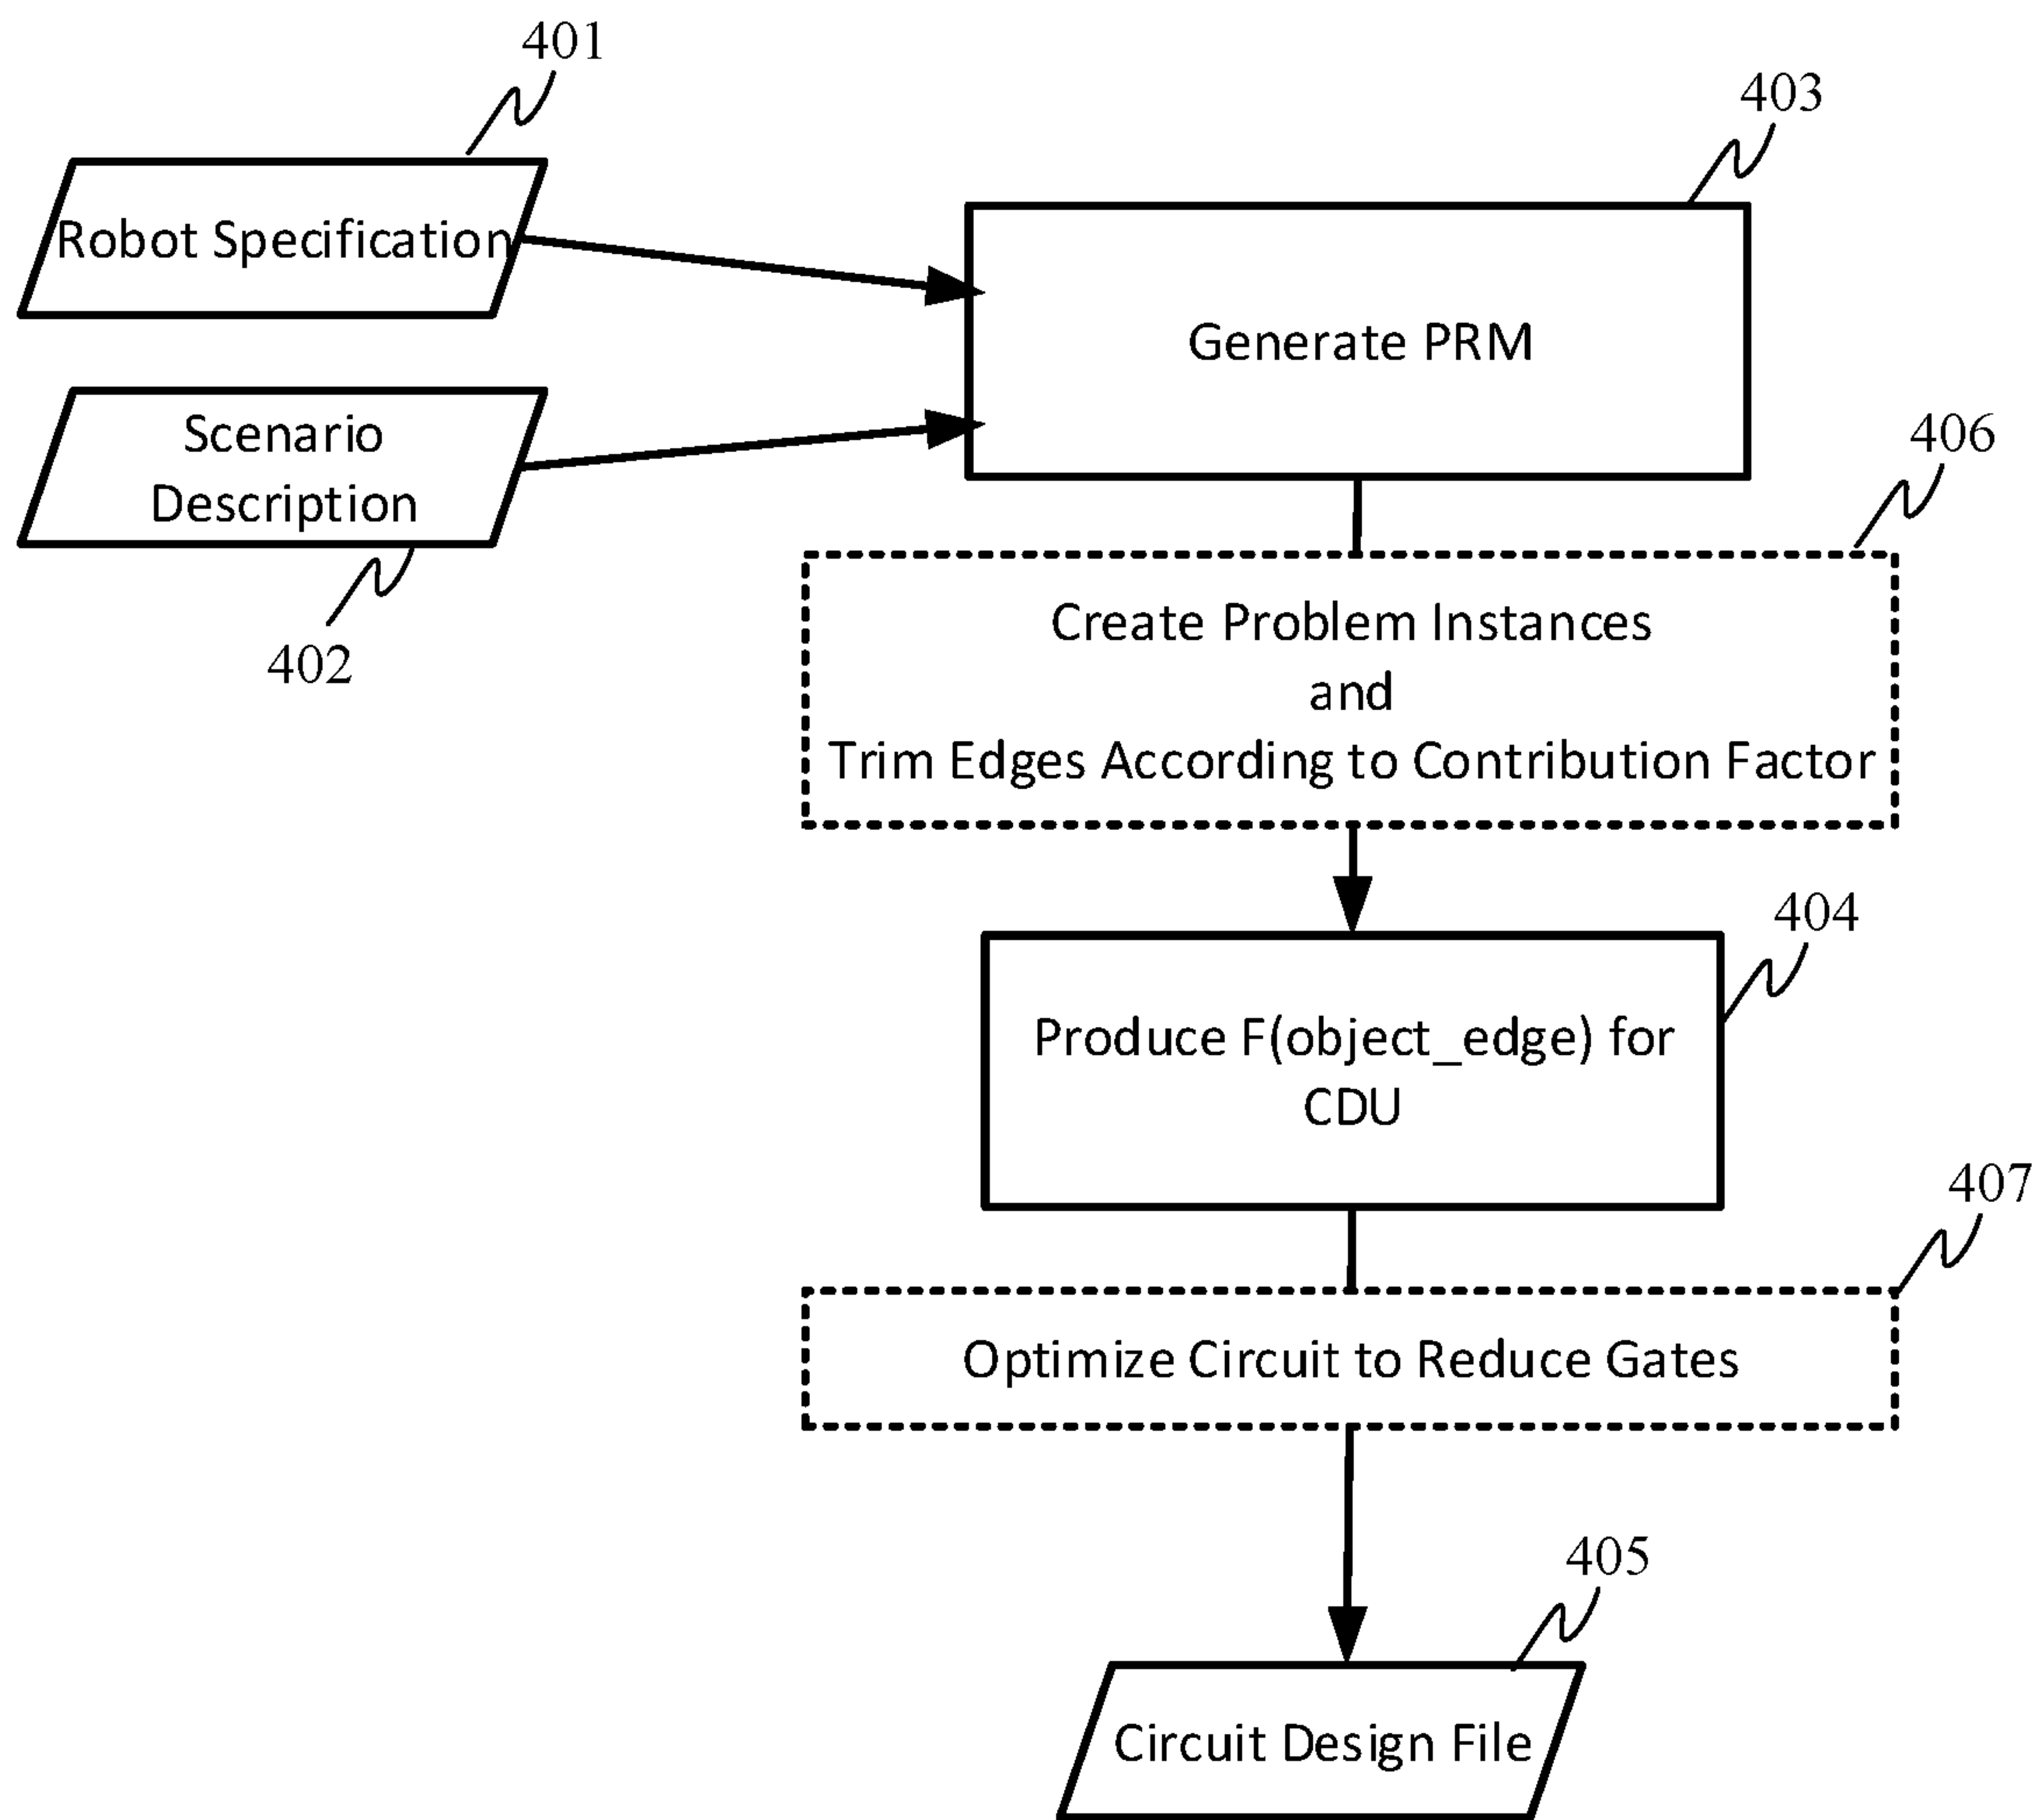 401
403
Robot Specification
Generate PRM
Scenario
Description
406
402
Create Problem Instances
and
Trim Edges According to Contribution Factor
404
Produce F(object_edge) for
CDU
407
Optimize Circuit to Reduce Gates
405
Circuit Design File